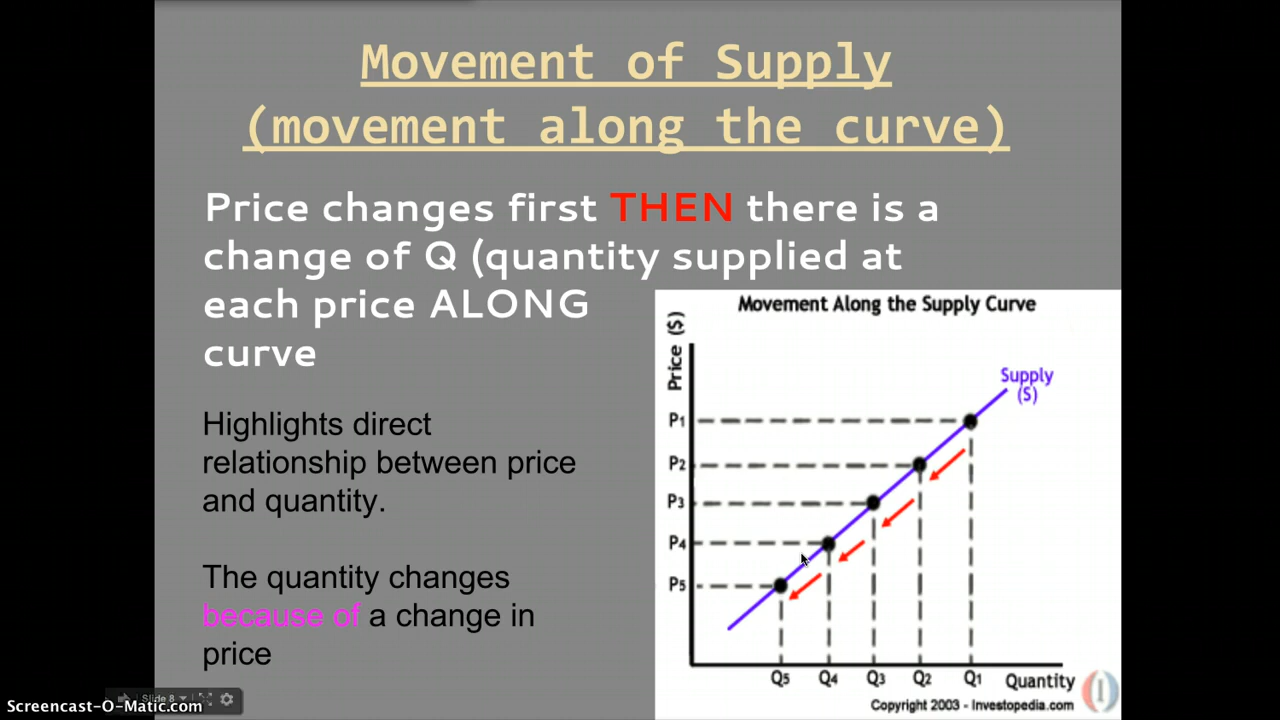 Movement of Supply
(movement along the curve)
Price changes first THEN there is a
change of Q (quantity supplied at
each price ALONG
curve
Highlights direct
relationship between price
and quantity.
The quantity changes
because of a change in
price
Movement Along the Supply Curve
Price ($)
Supply
(S)
P1
P2
P3
P4
P5
Q5 Q4 Q3 Q2 Q1 Quantity
Copyright 2003 - Investopedia.com
Slide 8
Screencast-O-Matic.com